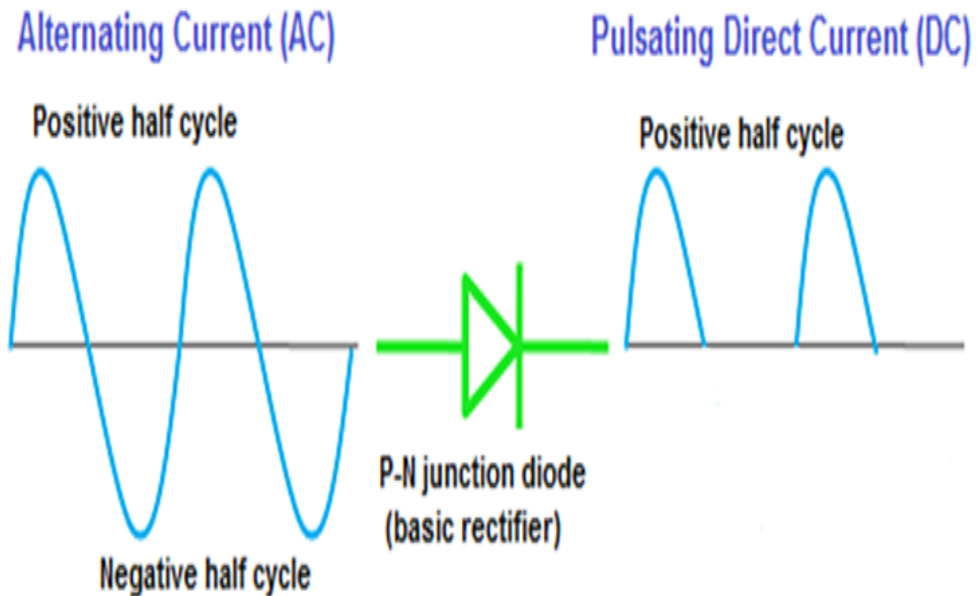 Alternating Current (AC)
Pulsating Direct Current (DC)
Positive half cycle
Positive half cycle
P-N junction diode
(basic rectifier)
Negative half cycle